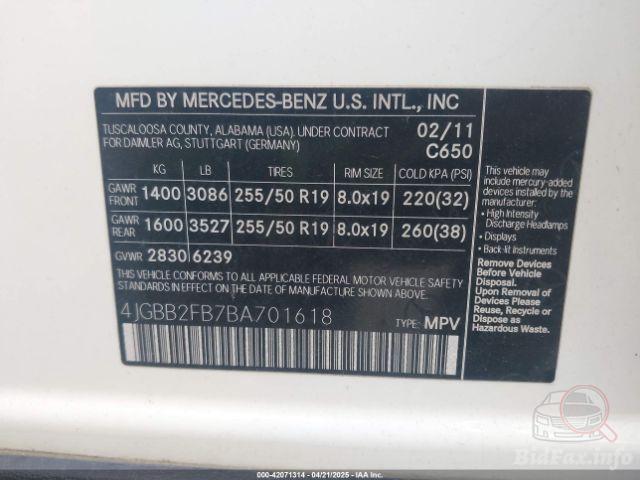 MFD BY MERCEDES-BENZ U.S. INTL., INC
TUSCALOOSA COUNTY, ALABAMA (USA). UNDER CONTRACT
FOR DAIMLER AG, STUTTGART (GERMANY)
02/11
C650
KG LB TIRES RIM SIZE COLD KPA (PSI)
GAWR FRONT 1400 3086 255/50 R19 8.0x19 220(32)
GAWR REAR 1600 3527 255/50 R19 8.0x19 260(38)
GVWR 2830 6239
THIS VEHICLE CONFORMS TO ALL APPLICABLE FEDERAL MOTOR VEHICLE SAFETY
STANDARDS IN EFFECT ON THE DATE OF MANUFACTURE SHOWN ABOVE
4JGBB2FB7BA701618
TYPE: MPV
This vehicle may
include mercury-added
devices installed by the
manufacturer:
• High Intensity
Discharge Headlamps
• Displays
• Back-lit Instruments
Remove Devices
Before Vehicle
Disposal.
Upon Removal of
Devices Please
Reuse, Recycle or
Dispose as
Hazardous Waste.
BidFax.info
000-42071314 - 04/21/2025 - IAA Inc.